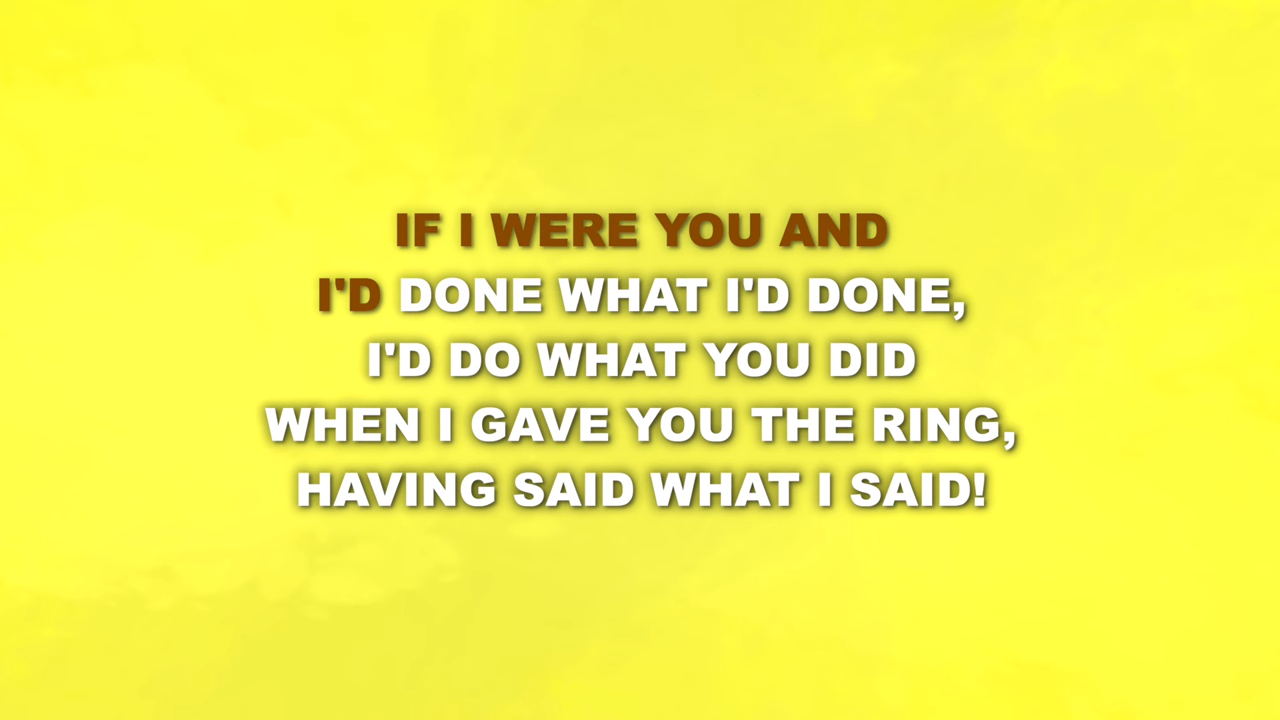 IF I WERE YOU AND
I'D DONE WHAT I'D DONE,
I'D DO WHAT YOU DID
WHEN I GAVE YOU THE RING,
HAVING SAID WHAT I SAID!